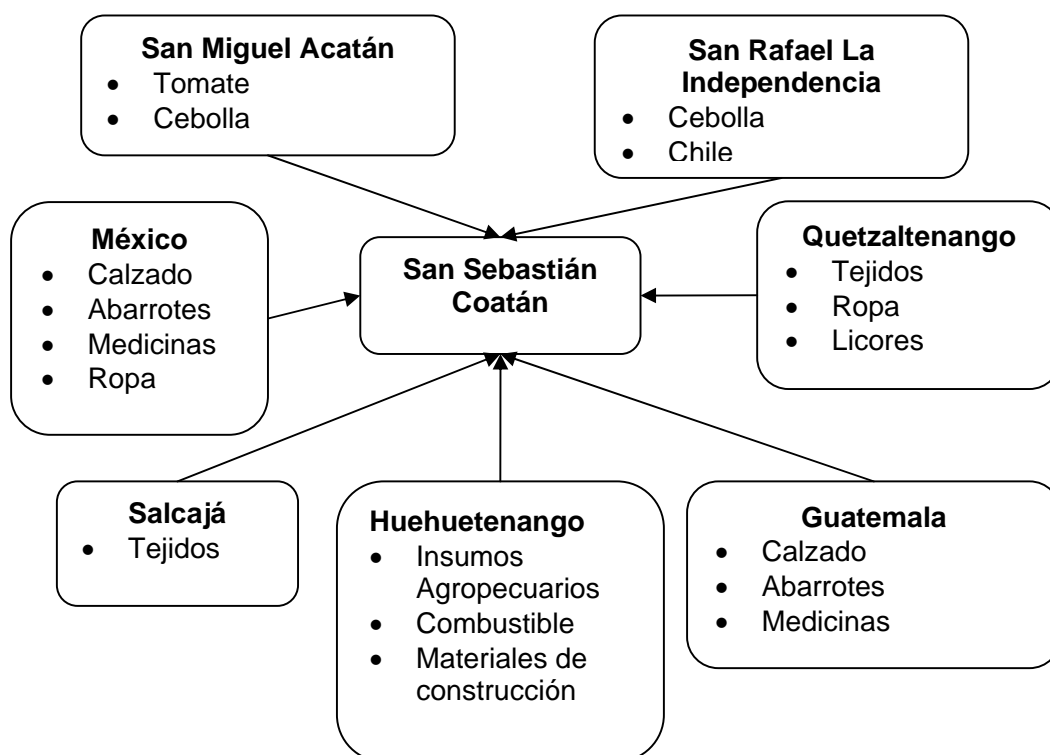 San Miguel Acatán
• Tomate
• Cebolla
San Rafael La
Independencia
• Cebolla
• Chile
México
• Calzado
• Abarrotes
• Medicinas
• Ropa
San Sebastián
Coatán
Quetzaltenango
• Tejidos
• Ropa
• Licores
Salcajá
• Tejidos
Huehuetenango
• Insumos
Agropecuarios
• Combustible
• Materiales de
construcción
Guatemala
• Calzado
• Abarrotes
• Medicinas